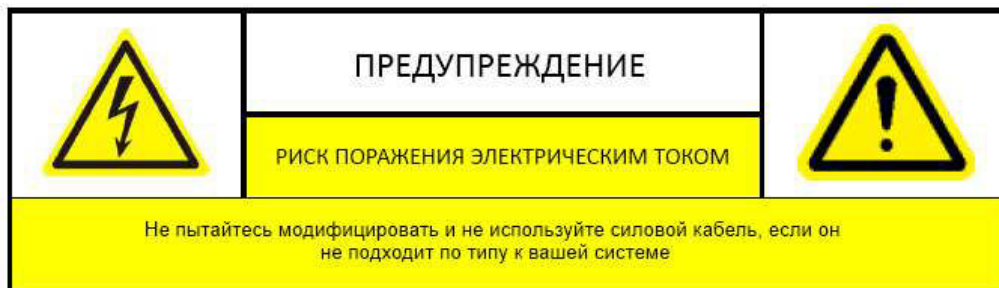 ПРЕДУПРЕЖДЕНИЕ
РИСК ПОРАЖЕНИЯ ЭЛЕКТРИЧЕСКИМ ТОКОМ
Не пытайтесь модифицировать и не используйте силовой кабель, если он
не подходит по типу к вашей системе